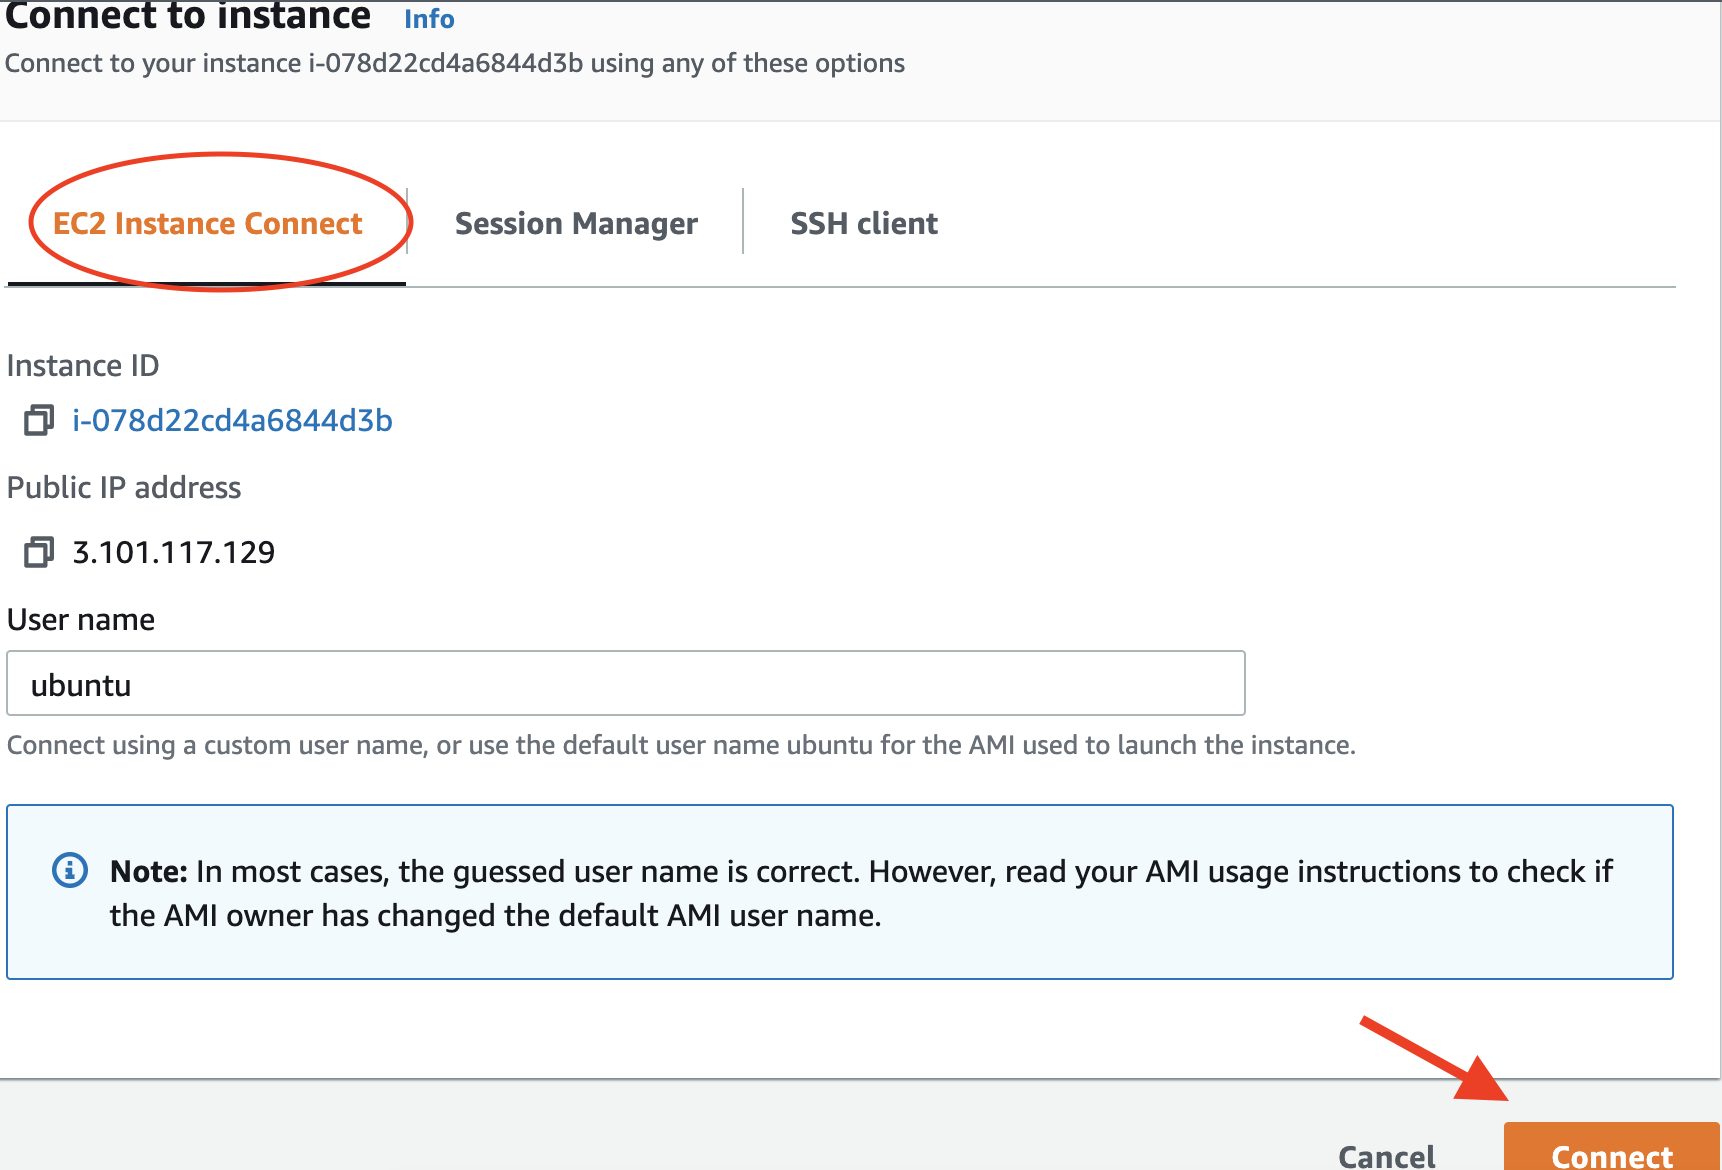 Connect to instance Info
Connect to your instance i-078d22cd4a6844d3b using any of these options
EC2 Instance Connect Session Manager SSH client
Instance ID
i-078d22cd4a6844d3b
Public IP address
3.101.117.129
User name
ubuntu
Connect using a custom user name, or use the default user name ubuntu for the AMI used to launch the instance.
Note: In most cases, the guessed user name is correct. However, read your AMI usage instructions to check if
the AMI owner has changed the default AMI user name.
Cancel Connect